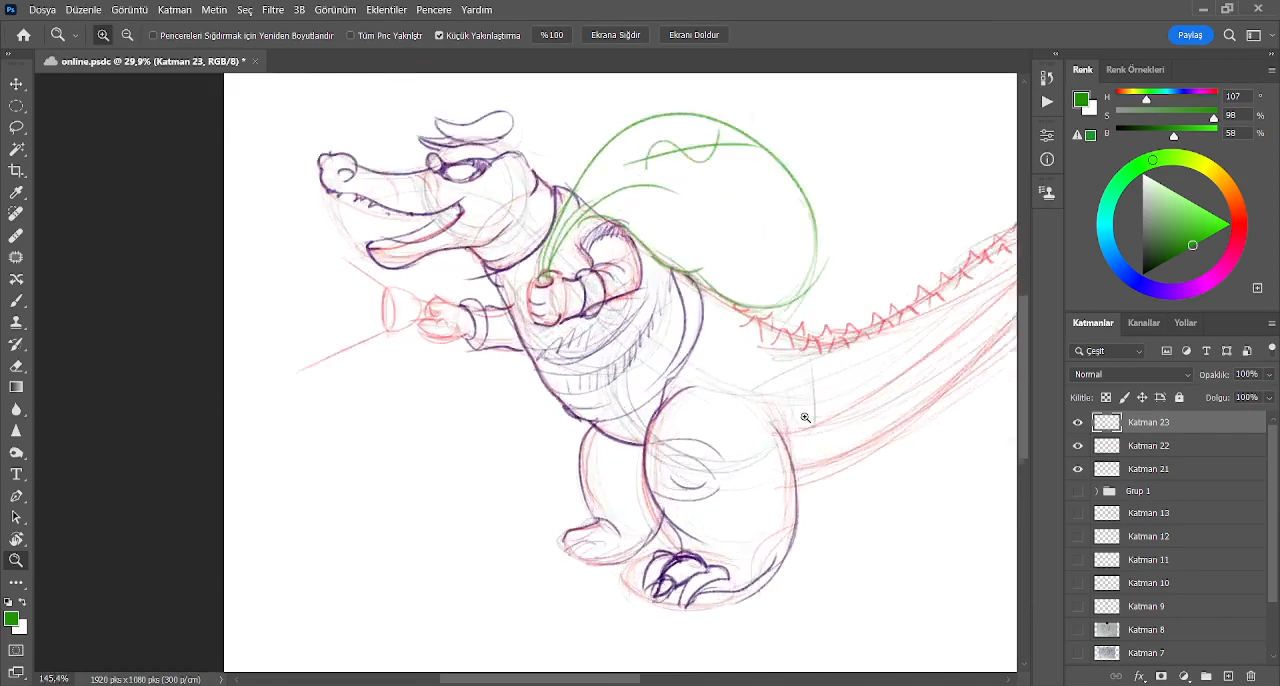 Ps Dosya Düzenle Görüntü Katman Metin Seç Filtre 3B Görünüm Eklentiler Pencere Yardım
Pencereleri Sığdırmak için Yeniden Boyutlandır Tüm Pnc Yakınlştr Küçük Yakınlaştırma %100 Ekrana Sığdır Ekranı Doldur Paylaş
online.psdc @ 29,9% (Katman 23, RGB/8) *
Renk Renk Örnekleri
H 107 °
S 98 %
B 58 %
Katmanlar Kanallar Yollar
Çeşit
Normal Opaklık: 100%
Kilitle: Dolgu: 100%
Katman 23
Katman 22
Katman 21
Grup 1
Katman 13
Katman 12
Katman 11
Katman 10
Katman 9
Katman 8
Katman 7
145,4% 1920 pks x 1080 pks (300 p/cm)
fx